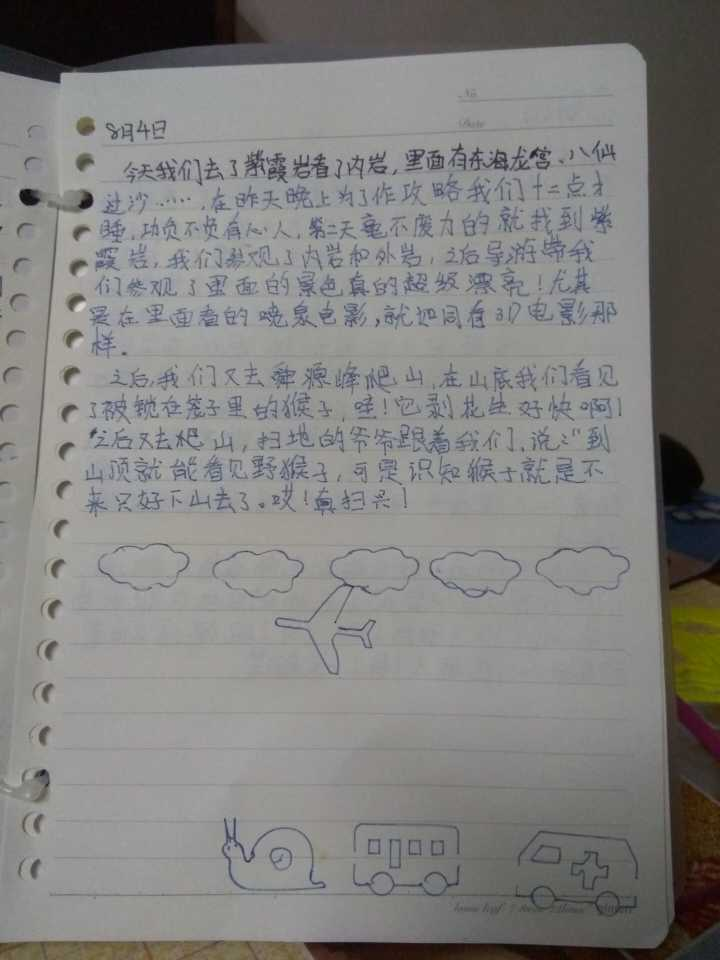 No
Date
8月4日
今天我们去了紫霞岩看了内岩,里面有东海龙宫、八仙
过沙……,在昨天晚上为了作攻略我们十二点才
睡,功负不负有心人,第二天毫不废力的就找到紫
霞岩,我们参观了内岩和外岩,之后导游带我
们参观了里面的景色真的超级漂亮!尤其
是在里面看的喷泉电影,就如同看3D电影那
样。
之后,我们又去舜源峰爬山,在山底我们看见
了被锁在笼子里的猴子,哇!它剥花生好快啊!
之后又去爬山,扫地的爷爷跟着我们,说:"到
山顶就能看见野猴子,可是识知猴子就是不
来只好下山去了。哎!真扫兴!